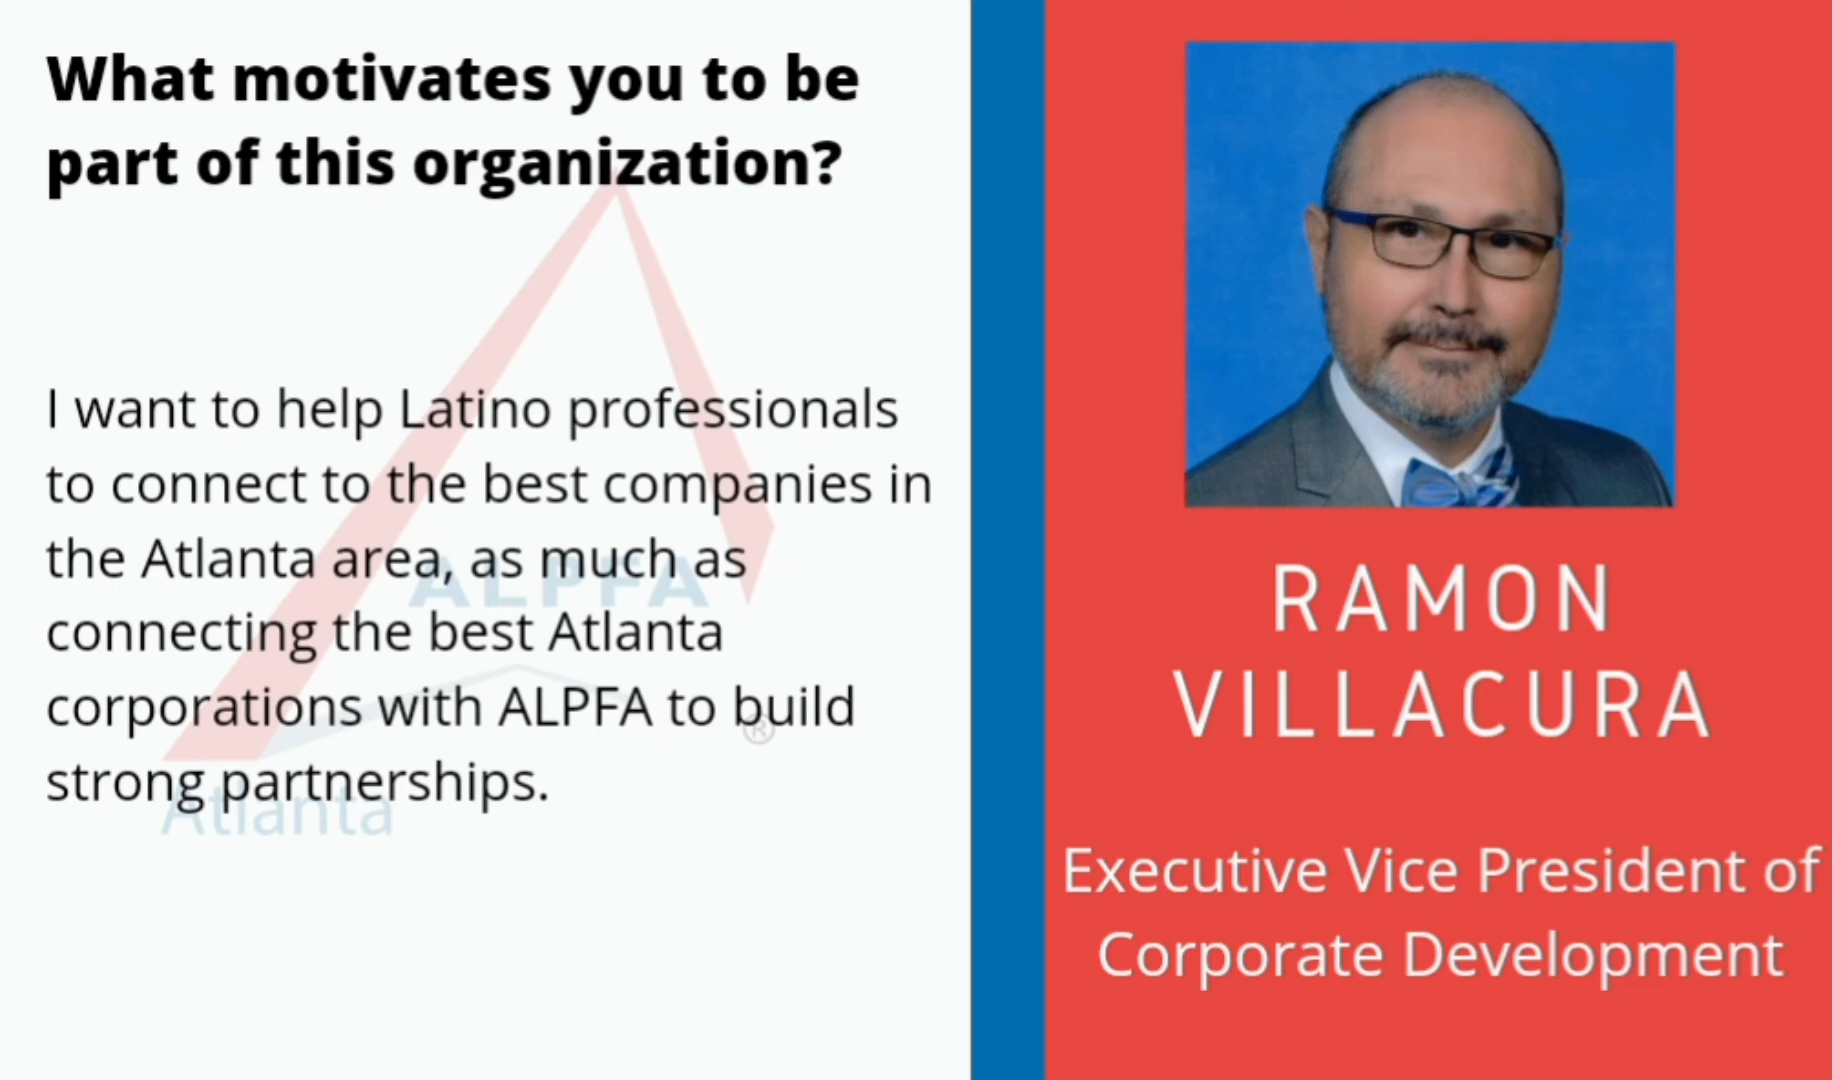 What motivates you to be
part of this organization?
I want to help Latino professionals
to connect to the best companies in
the Atlanta area, as much as
connecting the best Atlanta
corporations with ALPFA to build
strong partnerships.
ALPFA
®
Atlanta
RAMON
VILLACURA
Executive Vice President of
Corporate Development